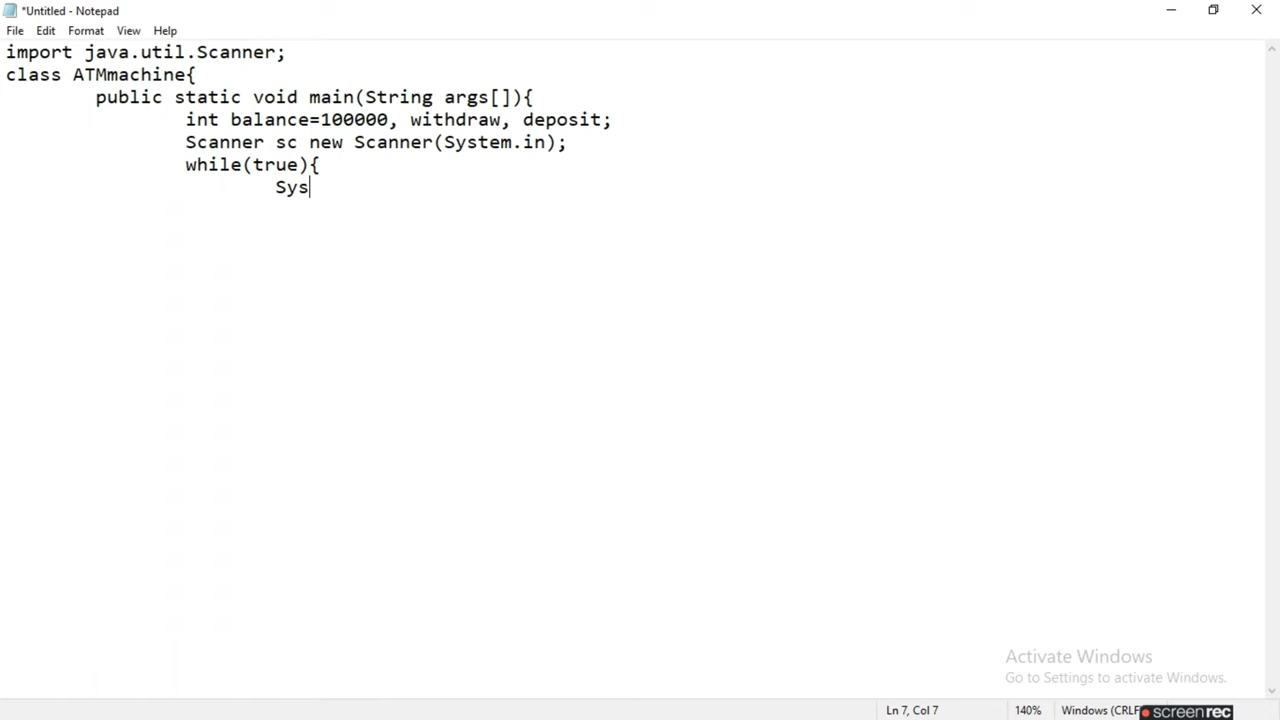 *Untitled - Notepad
File Edit Format View Help
import java.util.Scanner;
class ATMmachine{
public static void main(String args[]){
int balance=100000, withdraw, deposit;
Scanner sc new Scanner(System.in);
while(true){
Sys
Activate Windows
Go to Settings to activate Windows.
Ln 7, Col 7 140% Windows (CRLF
screenrec